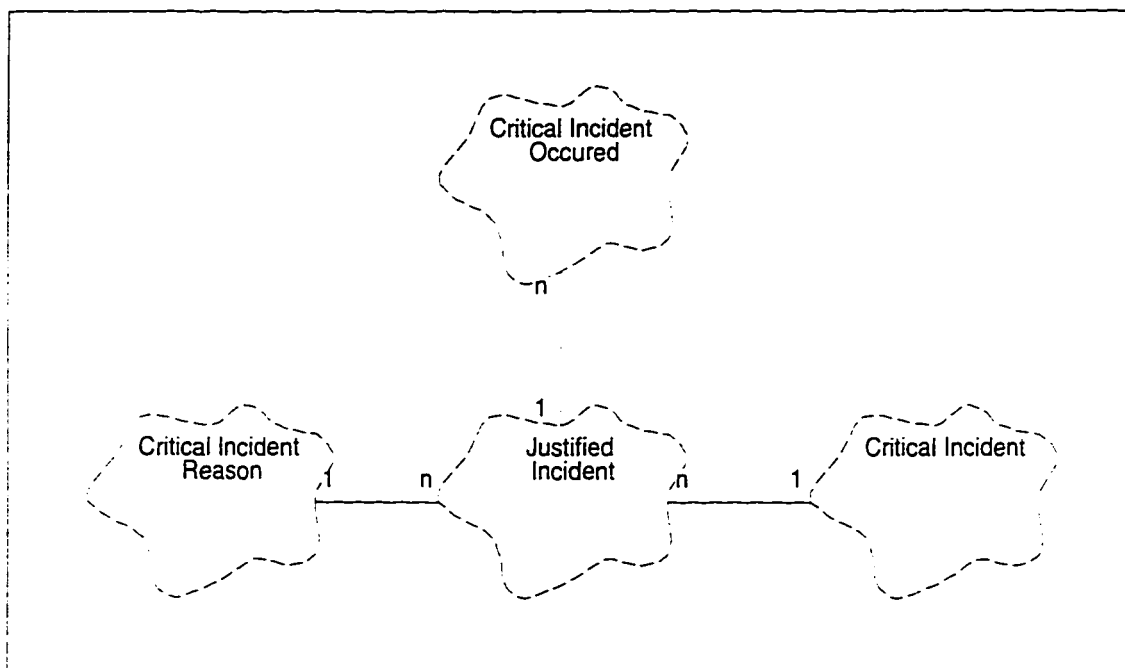 Critical Incident
Occured
n
1
Critical Incident
Reason
1
n
Justified
Incident
n
1
Critical Incident